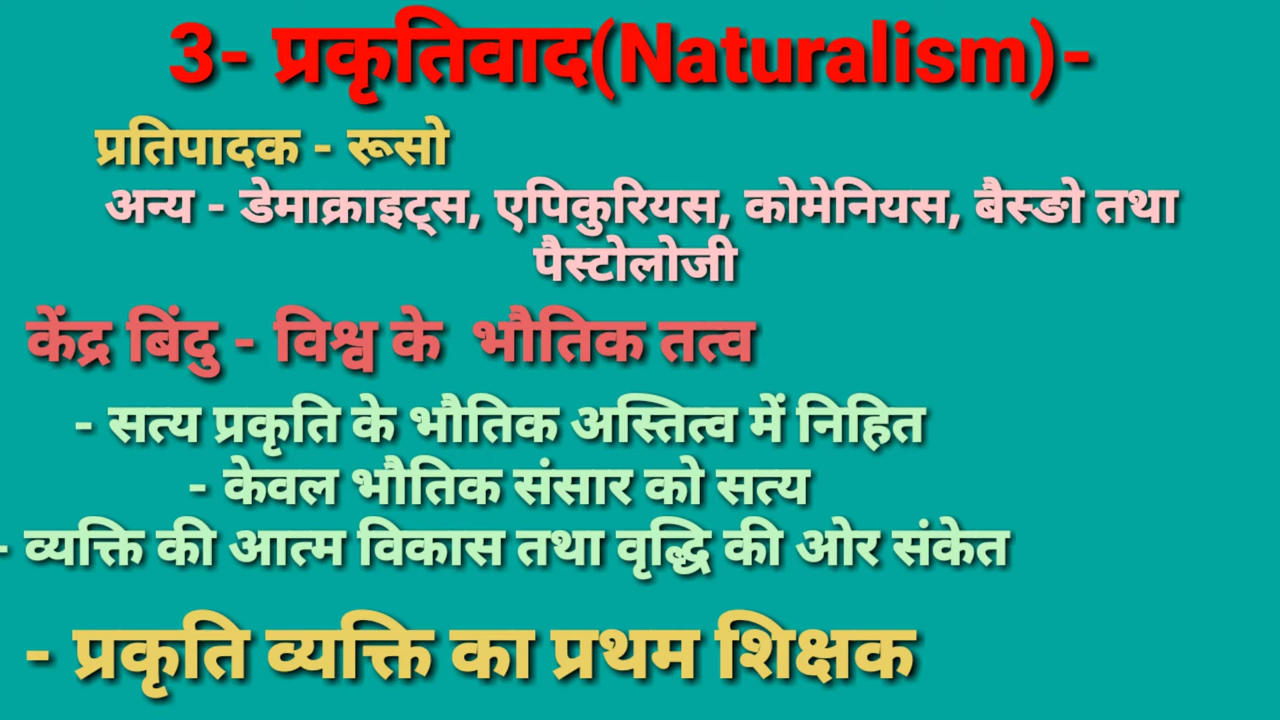 3- प्रकृतिवाद(Naturalism)-
प्रतिपादक - रूसो
अन्य - डेमाक्राइट्स, एपिकुरियस, कोमेनियस, बैस्डो तथा
पैस्टोलोजी
केंद्र बिंदु - विश्व के भौतिक तत्व
- सत्य प्रकृति के भौतिक अस्तित्व में निहित
- केवल भौतिक संसार को सत्य
- व्यक्ति की आत्म विकास तथा वृद्धि की ओर संकेत
- प्रकृति व्यक्ति का प्रथम शिक्षक